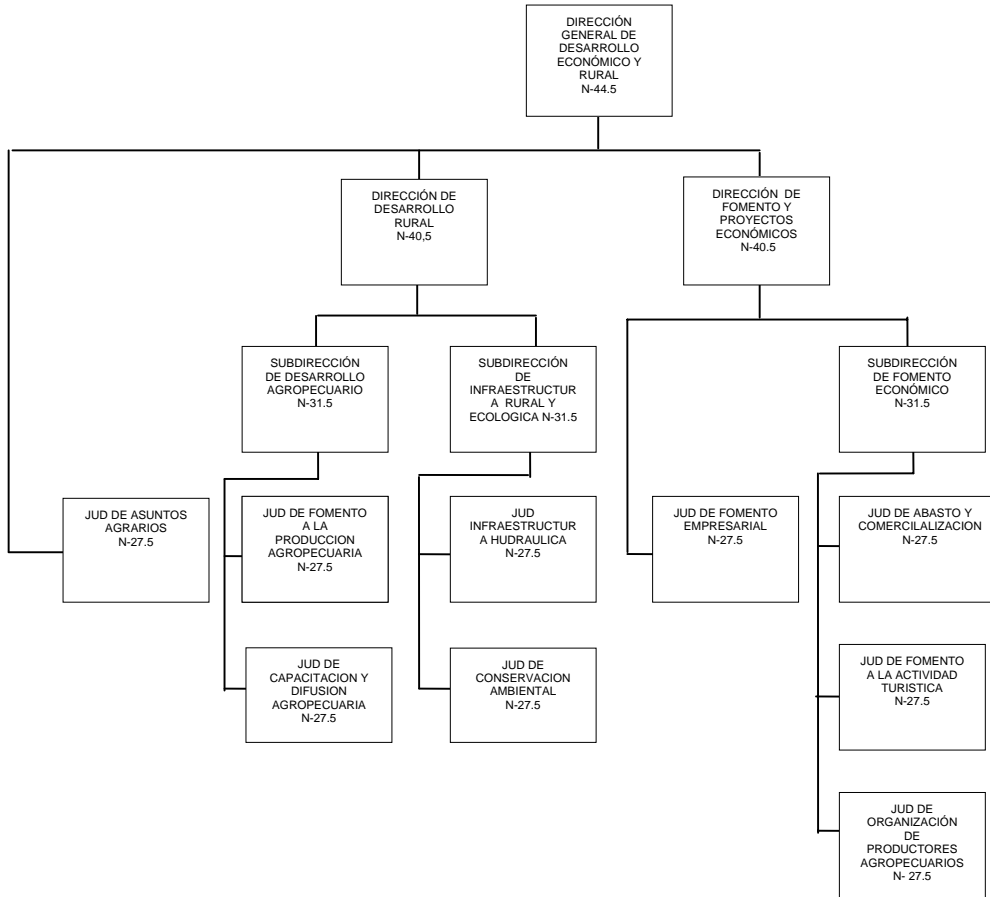 DIRECCIÓN
GENERAL DE
DESARROLLO
ECONÓMICO Y
RURAL
N-44.5
DIRECCIÓN DE
DESARROLLO
RURAL
N-40,5
DIRECCIÓN DE
FOMENTO Y
PROYECTOS
ECONÓMICOS
N-40.5
SUBDIRECCIÓN
DE DESARROLLO
AGROPECUARIO
N-31.5
SUBDIRECCIÓN
DE
INFRAESTRUCTUR
A RURAL Y
ECOLOGICA N-31.5
SUBDIRECCIÓN
DE FOMENTO
ECONÓMICO
N-31.5
JUD DE ASUNTOS
AGRARIOS
N-27.5
JUD DE FOMENTO
A LA
PRODUCCION
AGROPECUARIA
N-27.5
JUD
INFRAESTRUCTUR
A HUDRAULICA
N-27.5
JUD DE FOMENTO
EMPRESARIAL
N-27.5
JUD DE ABASTO Y
COMERCILALIZACION
N-27.5
JUD DE
CAPACITACION Y
DIFUSION
AGROPECUARIA
N-27.5
JUD DE
CONSERVACION
AMBIENTAL
N-27.5
JUD DE FOMENTO
A LA ACTIVIDAD
TURISTICA
N-27.5
JUD DE
ORGANIZACIÓN
DE
PRODUCTORES
AGROPECUARIOS
N- 27.5